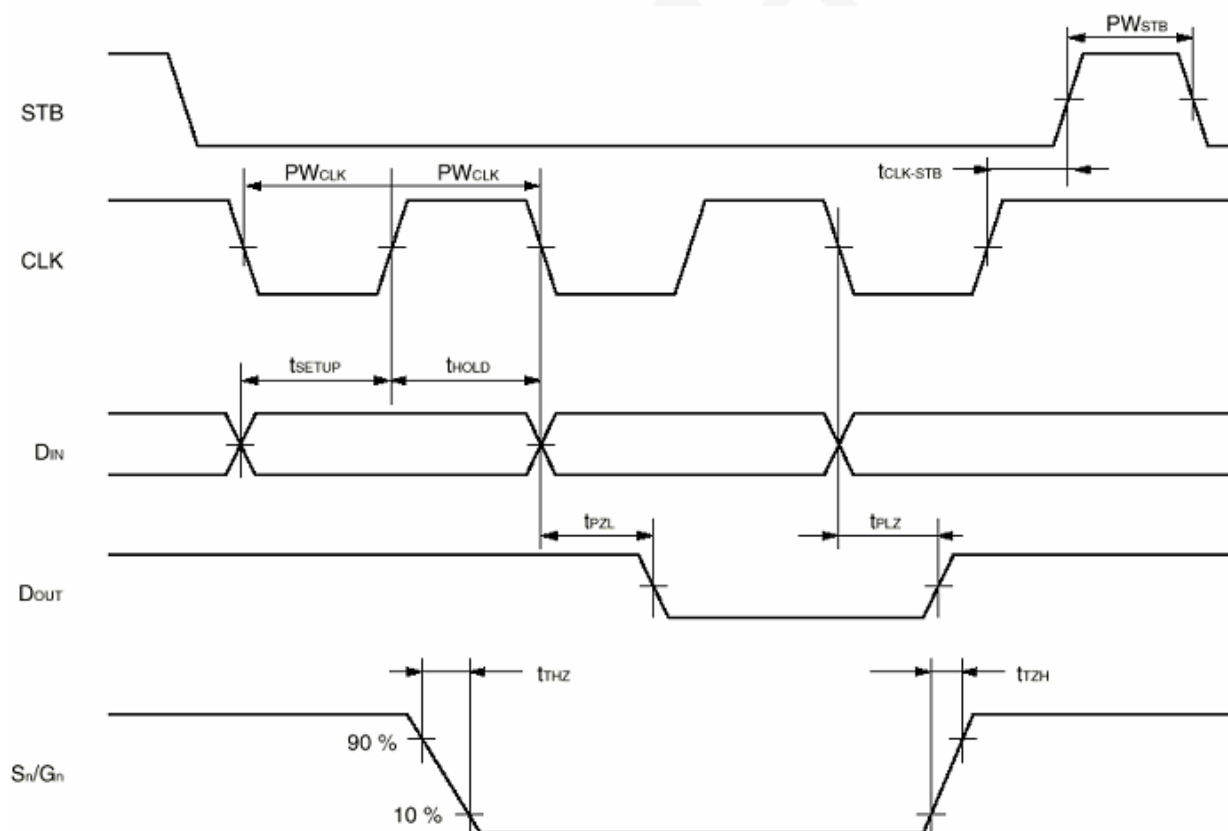 PWSTB
STB
tCLK-STB
PWCLK PWCLK
CLK
tSETUP tHOLD
DIN
tPZL tPLZ
DOUT
tTHZ tTZH
90 %
Sn/Gn
10 %